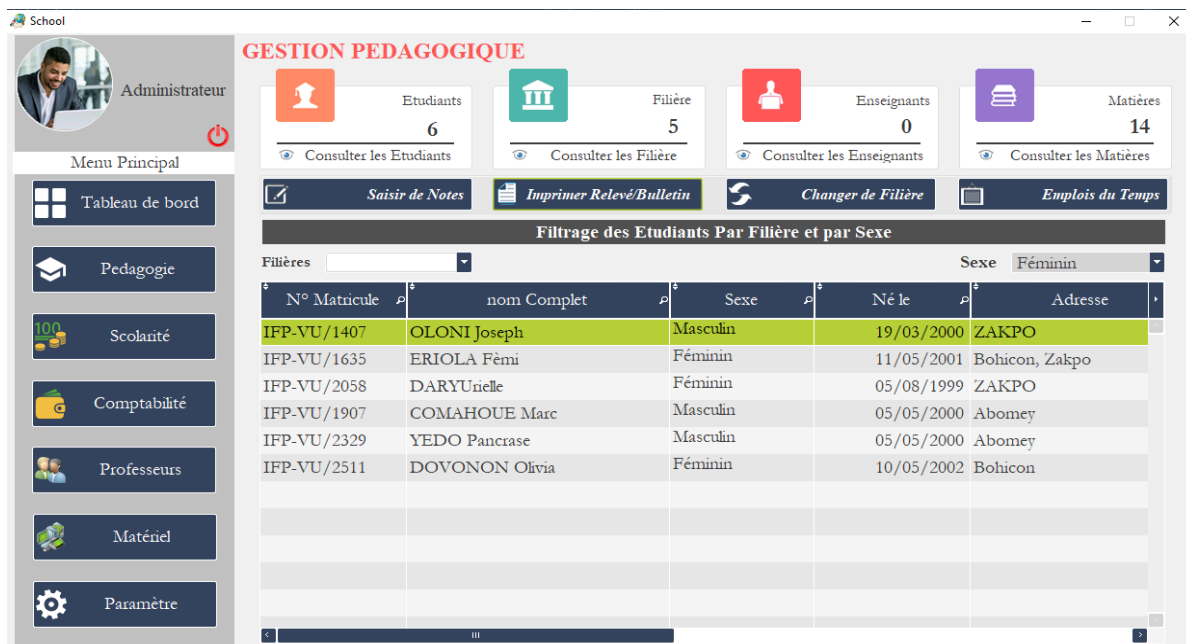 School
GESTION PEDAGOGIQUE
Administrateur
Menu Principal
Tableau de bord
Pedagogie
100
Scolarité
Comptabilité
Professeurs
Matériel
Paramètre
Etudiants
6
Consulter les Etudiants
Filière
5
Consulter les Filière
Enseignants
0
Consulter les Enseignants
Matières
14
Consulter les Matières
Saisir de Notes
Imprimer Relevé/Bulletin
Changer de Filière
Emplois du Temps
Filtrage des Etudiants Par Filière et par Sexe
Filières
Sexe Féminin
N° Matricule nom Complet Sexe Né le Adresse
IFP-VU/1407 OLONI Joseph Masculin 19/03/2000 ZAKPO
IFP-VU/1635 ERIOLA Fèmi Féminin 11/05/2001 Bohicon, Zakpo
IFP-VU/2058 DARYUrielle Féminin 05/08/1999 ZAKPO
IFP-VU/1907 COMAHOUE Marc Masculin 05/05/2000 Abomey
IFP-VU/2329 YEDO Pancrase Masculin 05/05/2000 Abomey
IFP-VU/2511 DOVONON Olivia Féminin 10/05/2002 Bohicon